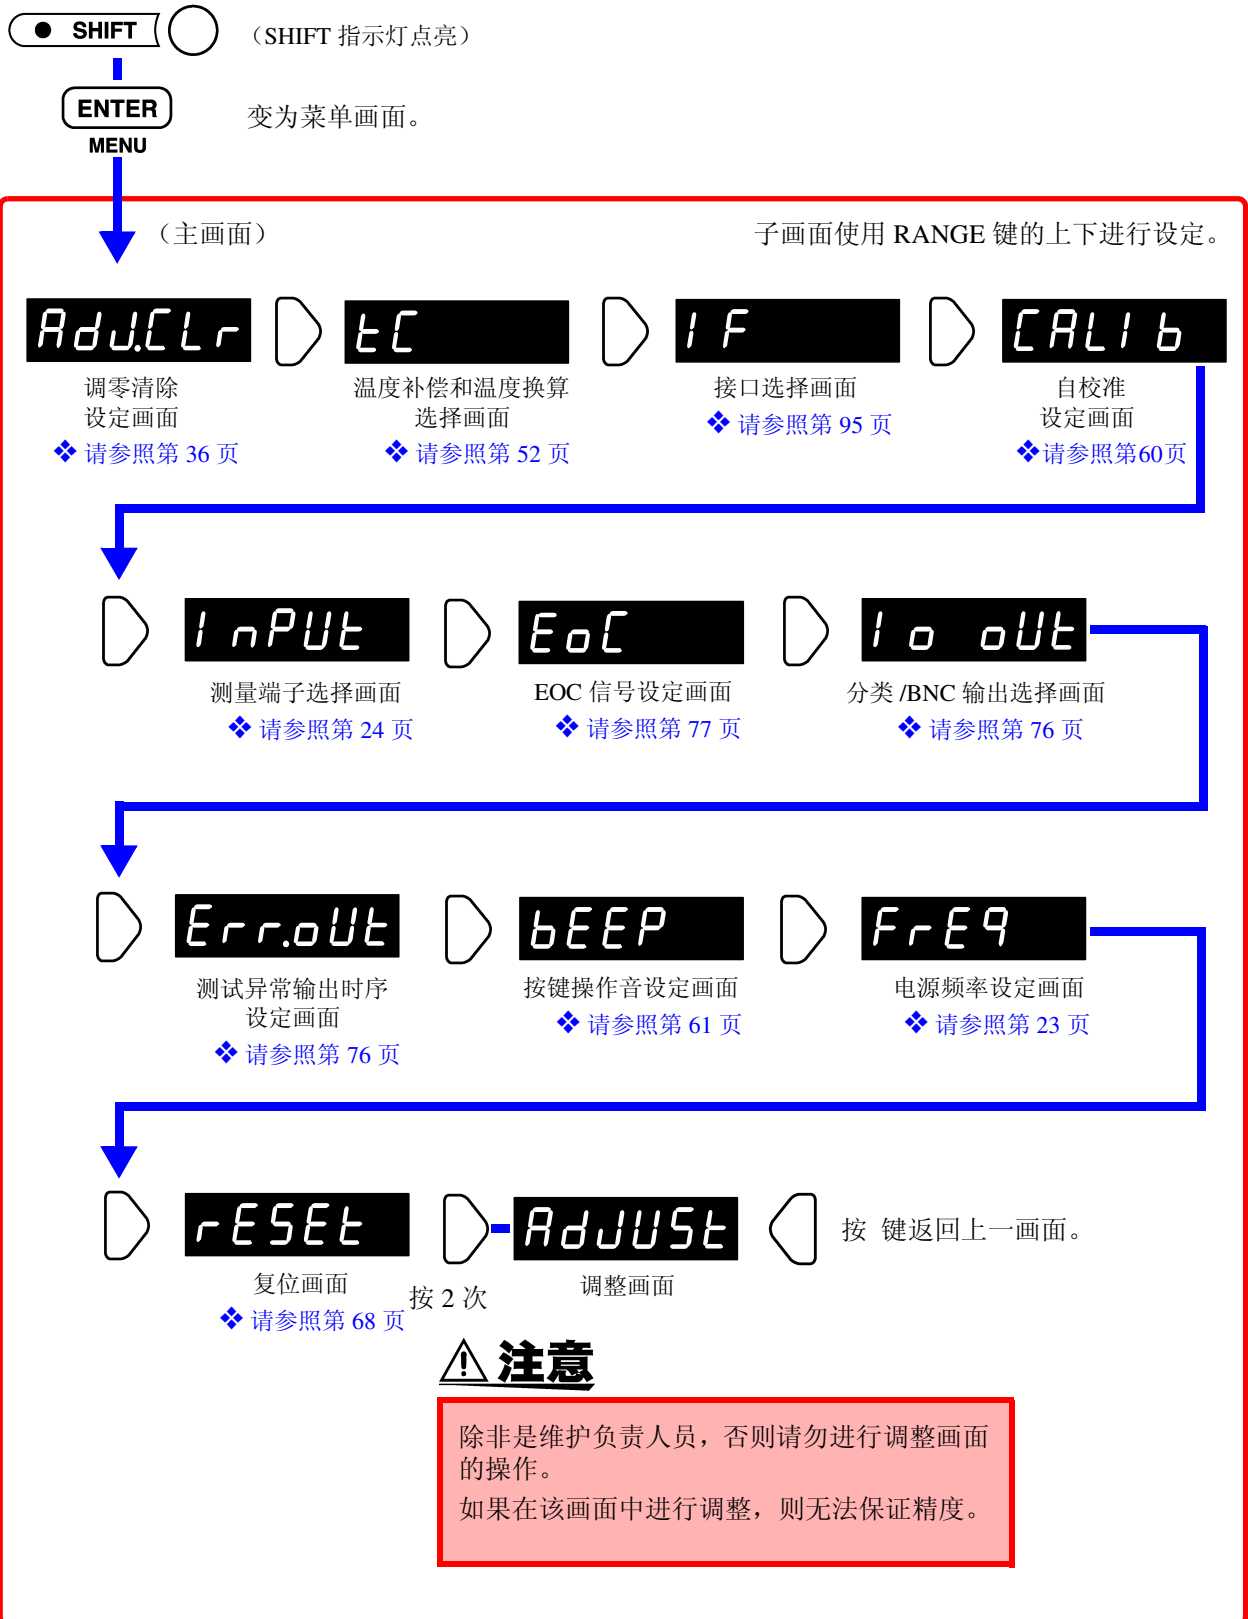 SHIFT
（SHIFT 指示灯点亮）
ENTER
变为菜单画面。
MENU
（主画面）
子画面使用 RANGE 键的上下进行设定。
AdJ.CLr
tC
IF
CALIb
调零清除
设定画面
❖ 请参照第 36 页
温度补偿和温度换算
选择画面
❖ 请参照第 52 页
接口选择画面
❖ 请参照第 95 页
自校准
设定画面
❖请参照第60页
InPUt
EoC
Io oUt
测量端子选择画面
❖ 请参照第 24 页
EOC 信号设定画面
❖ 请参照第 77 页
分类 /BNC 输出选择画面
❖ 请参照第 76 页
Err.oUt
bEEP
FrEq
测试异常输出时序
设定画面
❖ 请参照第 76 页
按键操作音设定画面
❖ 请参照第 61 页
电源频率设定画面
❖ 请参照第 23 页
rESEt
AdJUSt
按 键返回上一画面。
复位画面
❖ 请参照第 68 页
按 2 次
调整画面
注意
除非是维护负责人员，否则请勿进行调整画面
的操作。
如果在该画面中进行调整，则无法保证精度。